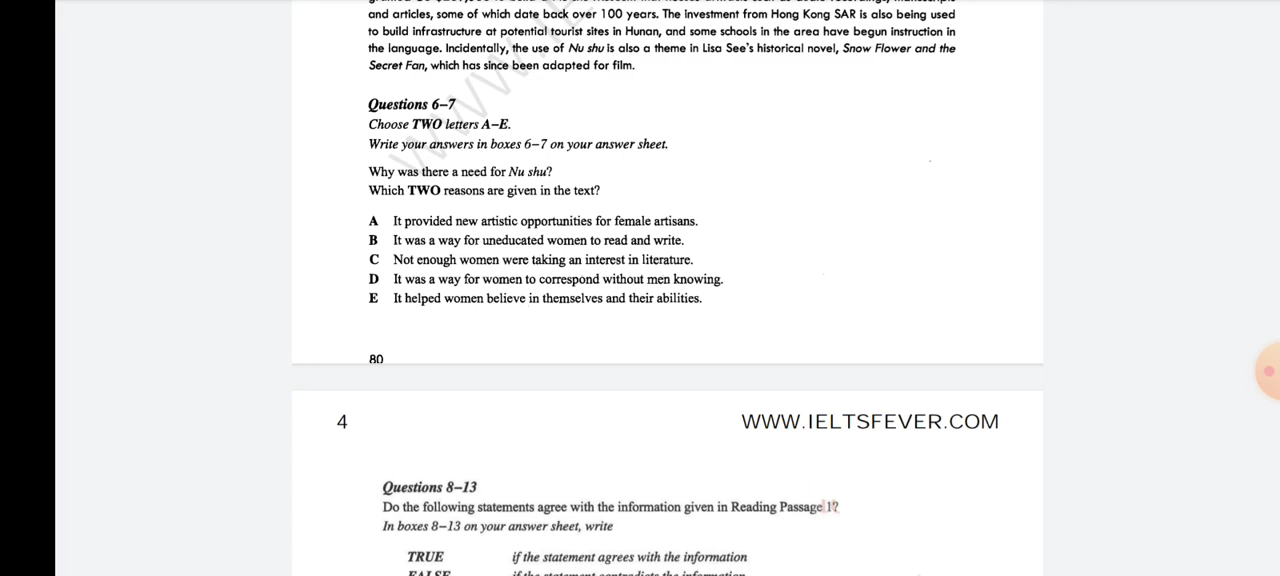 and articles, some of which date back over 100 years. The investment from Hong Kong SAR is also being used
to build infrastructure at potential tourist sites in Hunan, and some schools in the area have begun instruction in
the language. Incidentally, the use of Nu shu is also a theme in Lisa See's historical novel, Snow Flower and the
Secret Fan, which has since been adapted for film.
Questions 6–7
Choose TWO letters A–E.
Write your answers in boxes 6–7 on your answer sheet.
Why was there a need for Nu shu?
Which TWO reasons are given in the text?
A It provided new artistic opportunities for female artisans.
B It was a way for uneducated women to read and write.
C Not enough women were taking an interest in literature.
D It was a way for women to correspond without men knowing.
E It helped women believe in themselves and their abilities.
80
4 WWW.IELTSFEVER.COM
Questions 8–13
Do the following statements agree with the information given in Reading Passage 1?
In boxes 8–13 on your answer sheet, write
TRUE if the statement agrees with the information
FALSE if the statement contradicts the information